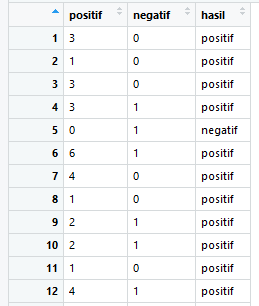 positif negatif hasil
1 3 0 positif
2 1 0 positif
3 3 0 positif
4 3 1 positif
5 0 1 negatif
6 6 1 positif
7 4 0 positif
8 1 0 positif
9 2 1 positif
10 2 1 positif
11 1 0 positif
12 4 1 positif